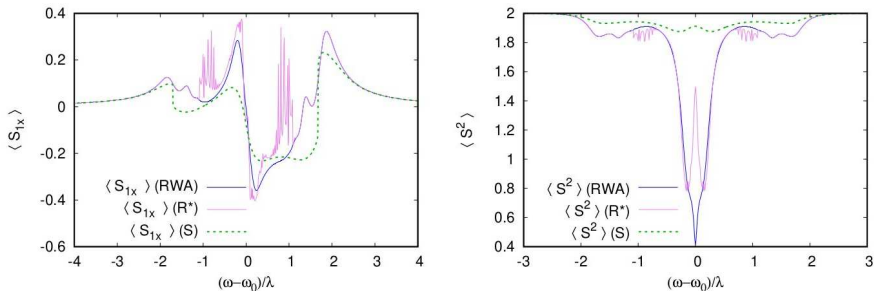 0.4
0.2
0
-0.2
-0.4
-0.6
⟨ S1x ⟩
⟨ S1x ⟩ (RWA)
⟨ S1x ⟩ (R*)
⟨ S1x ⟩ (S)
-4 -3 -2 -1 0 1 2 3 4
(ω-ω0)/λ
2
1.8
1.6
1.4
1.2
1
0.8
0.6
0.4
⟨ S² ⟩
⟨ S² ⟩ (RWA)
⟨ S² ⟩ (R*)
⟨ S² ⟩ (S)
-3 -2 -1 0 1 2 3
(ω-ω0)/λ